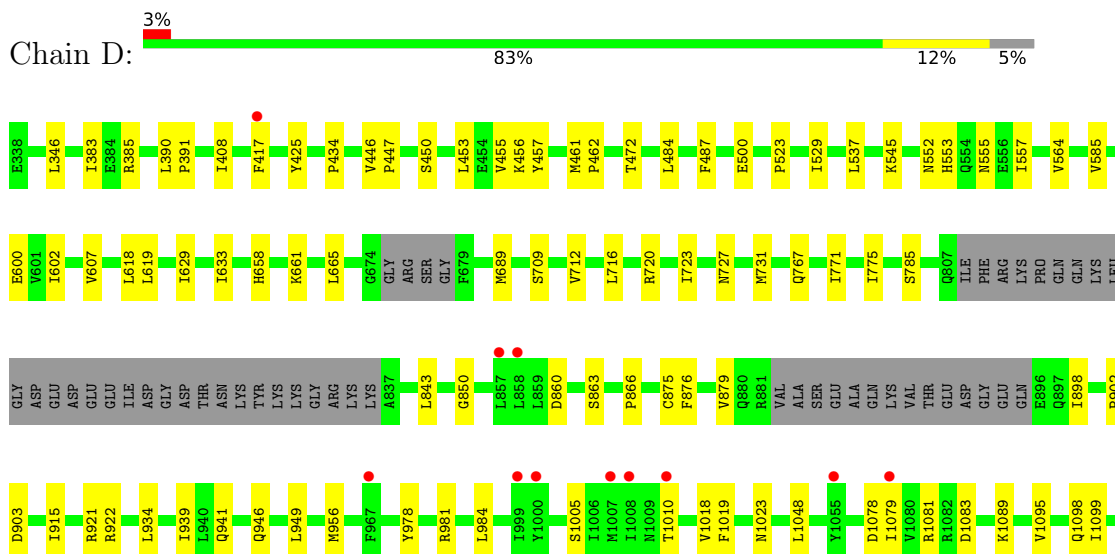 3%
Chain D:
83% 12% 5%
E338 L346 I383 E384 R385 L390 P391 I408 F417 Y425 P434 V446 P447 S450 L453 E454 V455 K456 Y457 M461 P462 T472 L484 F487 E500 P523 I529 L537 K545 N552 H553 Q554 N555 E556 I557 V564 V585
E600 V601 I602 V607 L618 L619 I629 I633 H658 K661 L665 G674 GLY ARG SER GLY F679 M689 S709 V712 L716 R720 I723 N727 M731 Q767 I771 I775 S785 Q807 ILE PHE ARG LYS PRO GLN GLN LYS LEU
GLY ASP GLU ASP GLU GLU ILE ASP GLY ASP THR ASN LYS TYR LYS LYS GLY ARG LYS LYS A837 L843 G850 L857 L858 L859 D860 S863 P866 C875 F876 V879 Q880 R881 VAL ALA SER GLU ALA GLN LYS VAL THR GLU ASP GLY GLU GLN E896 Q897 I898
D903 I915 R921 R922 L934 I939 L940 Q941 Q946 L949 M956 F967 Y978 R981 L984 I999 Y1000 S1005 I1006 M1007 I1008 N1009 T1010 V1018 F1019 N1023 L1048 Y1055 D1078 I1079 V1080 R1081 R1082 D1083 K1089 V1095 Q1098 I1099